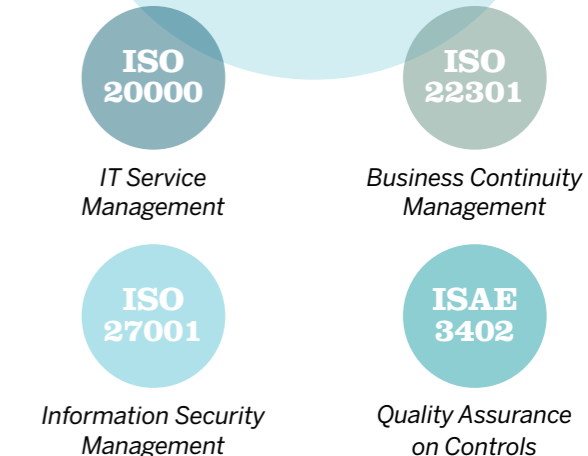 ISO
20000
IT Service
Management
ISO
22301
Business Continuity
Management
ISO
27001
Information Security
Management
ISAE
3402
Quality Assurance
on Controls